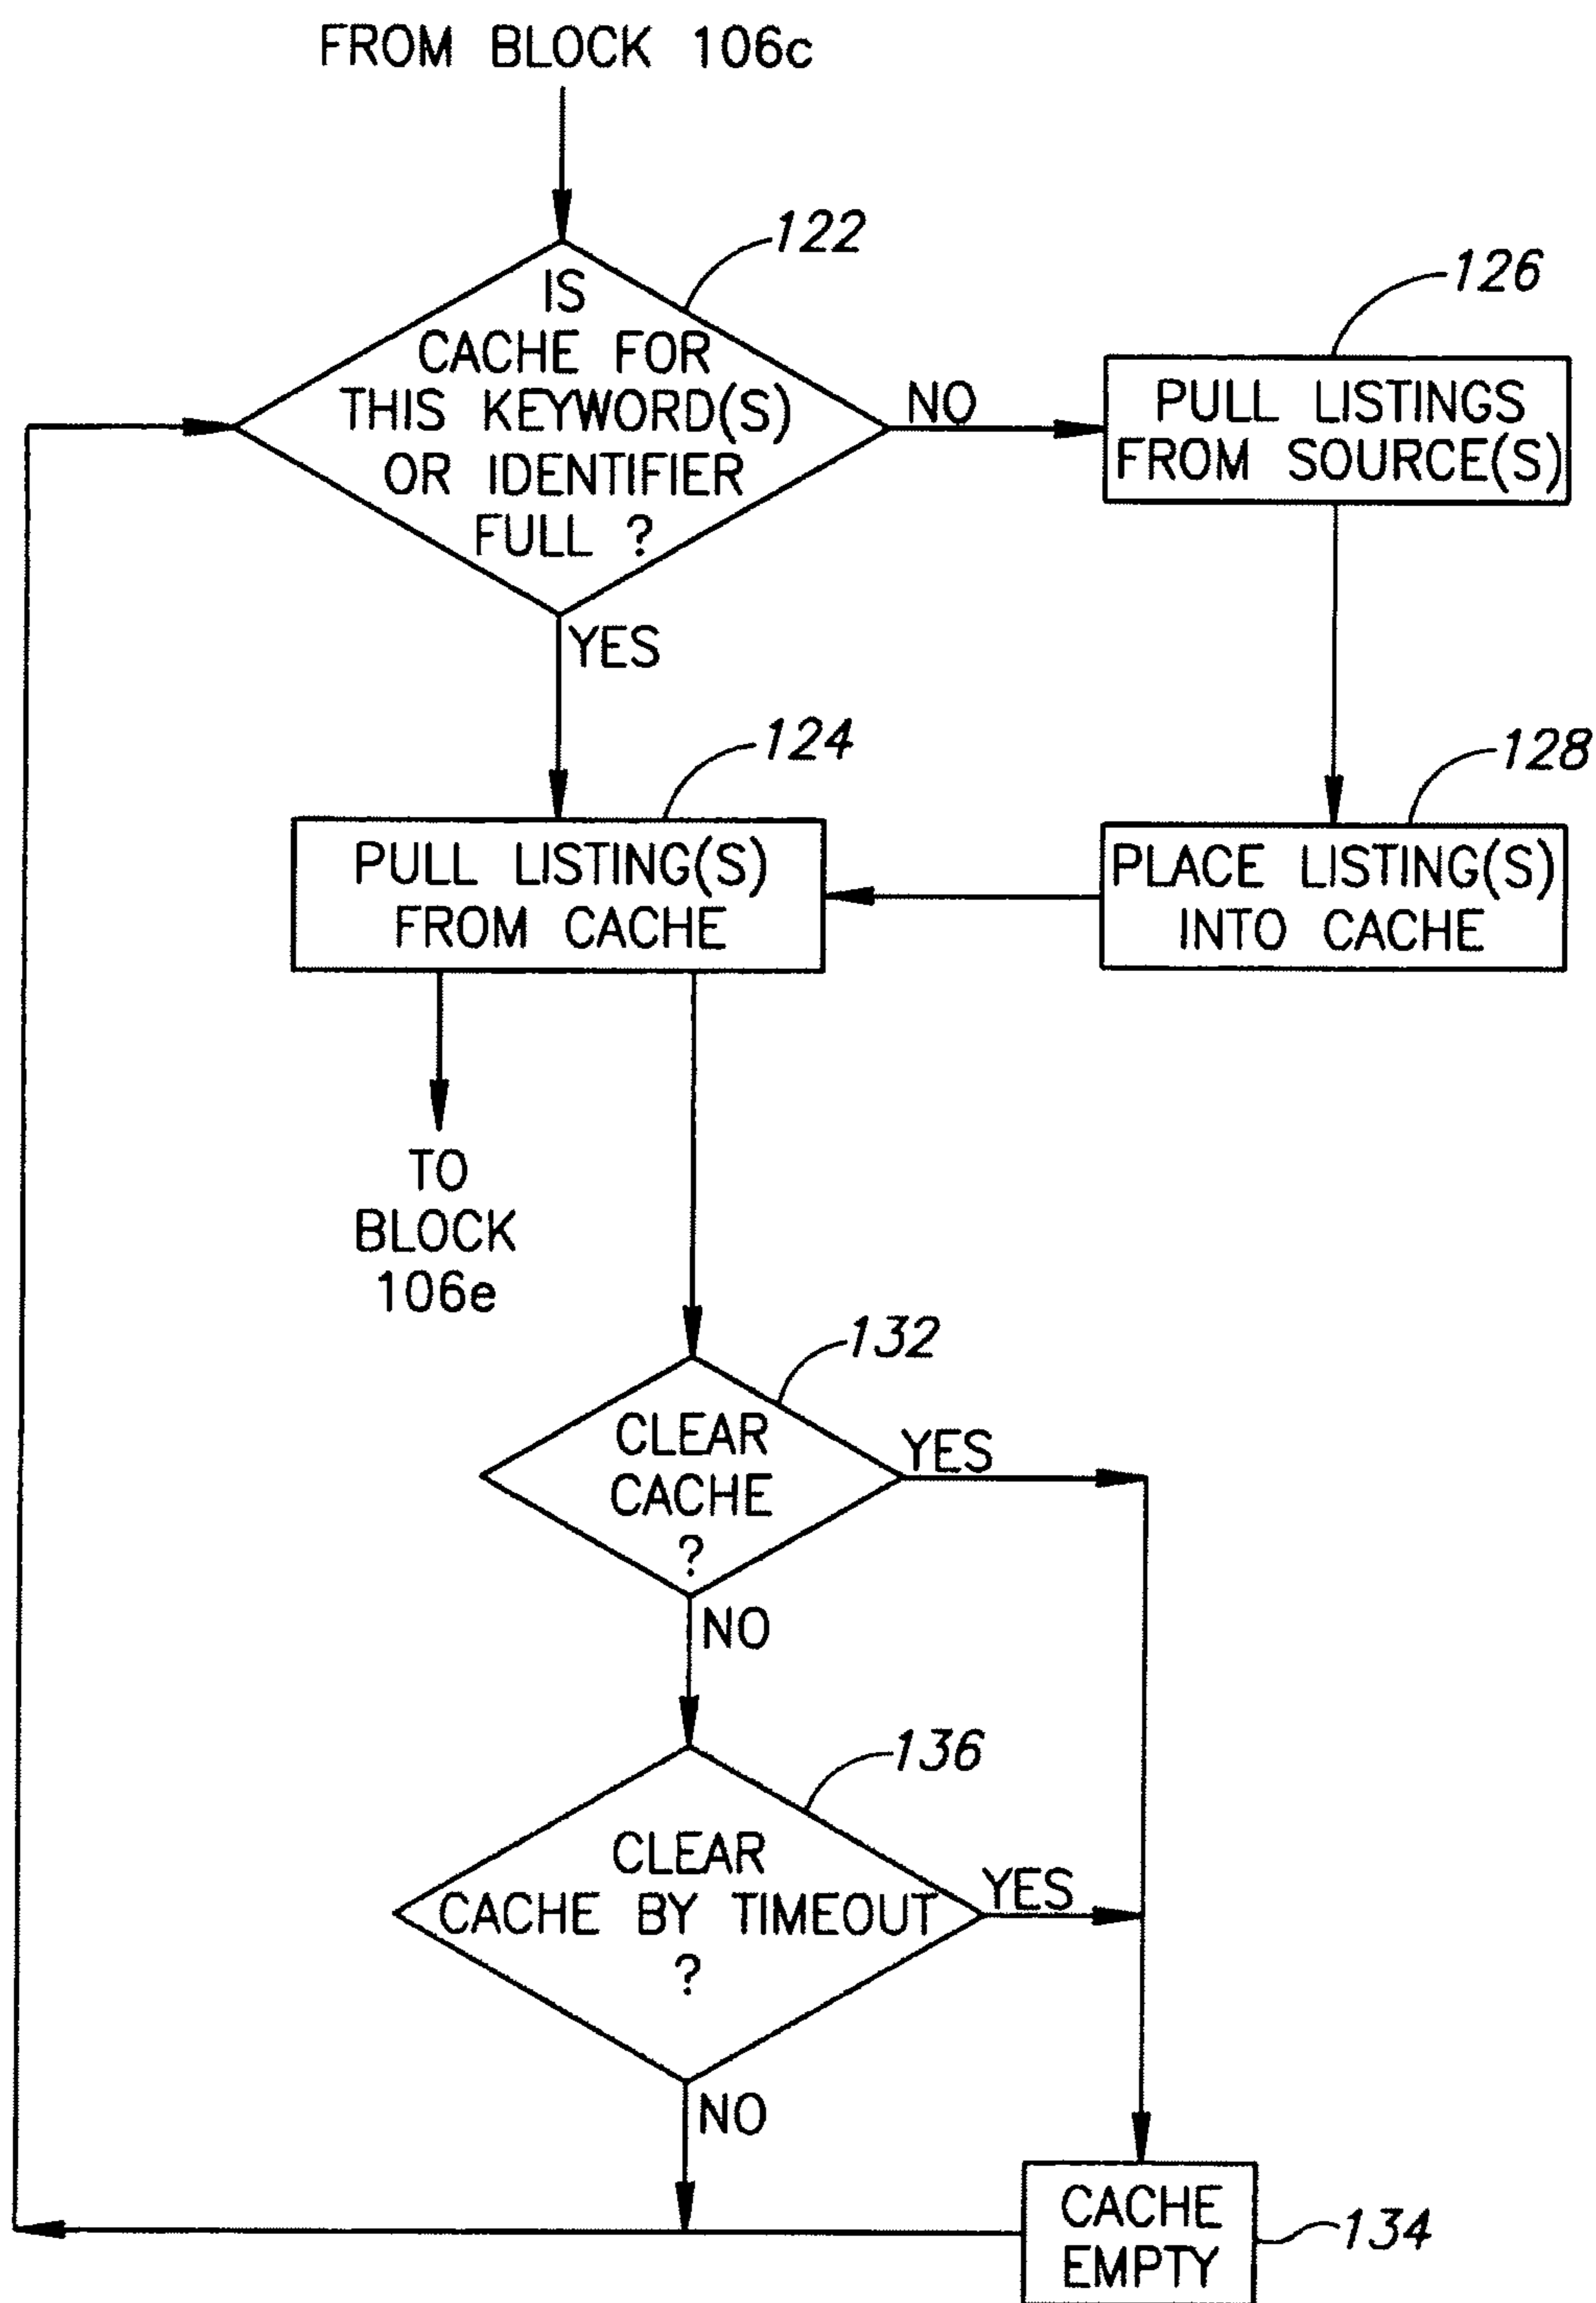 FROM BLOCK 106c
122
IS
CACHE FOR
THIS KEYWORD(S)
OR IDENTIFIER
FULL ?
NO
126
PULL LISTINGS
FROM SOURCE(S)
YES
124
PULL LISTING(S)
FROM CACHE
128
PLACE LISTING(S)
INTO CACHE
TO
BLOCK
106e
132
CLEAR
CACHE
?
YES
NO
136
CLEAR
CACHE BY TIMEOUT
?
YES
NO
CACHE
EMPTY
134